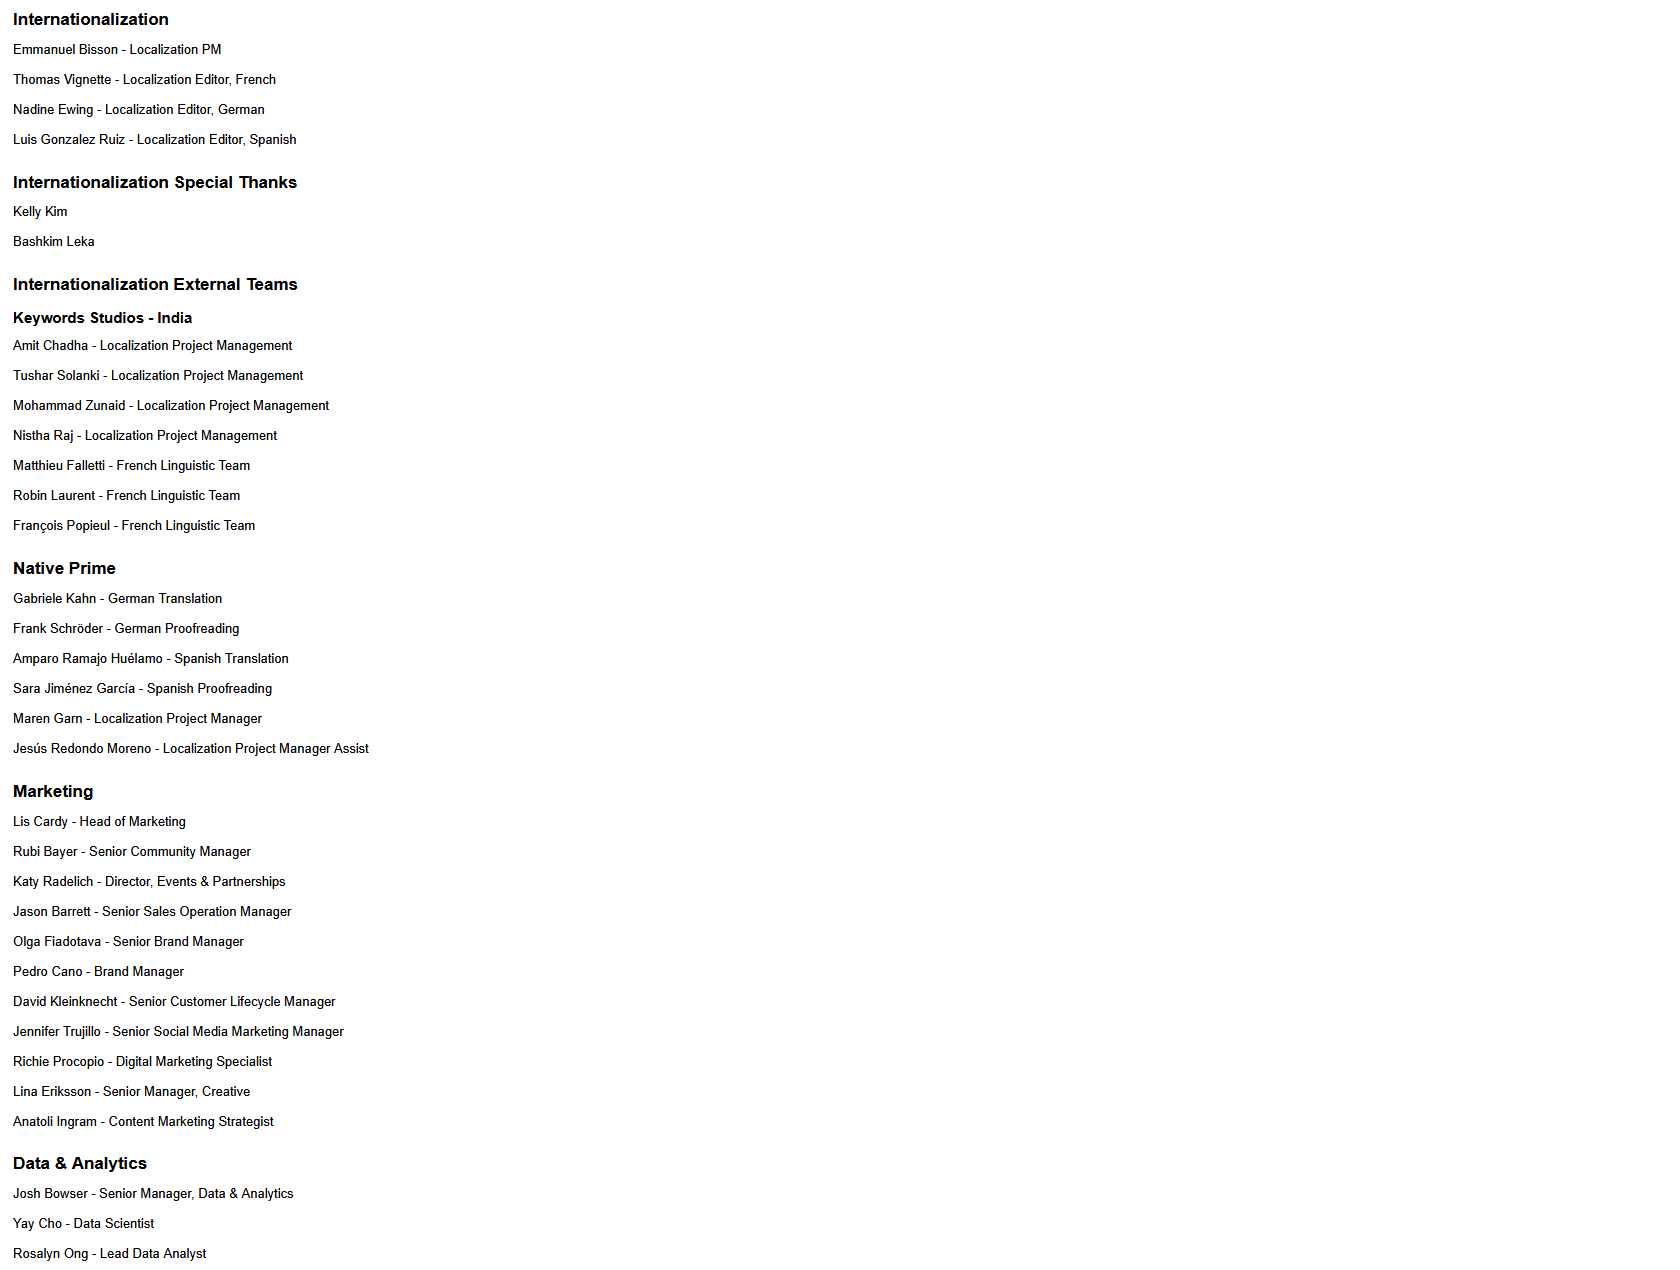 Internationalization
Emmanuel Bisson - Localization PM
Thomas Vignette - Localization Editor, French
Nadine Ewing - Localization Editor, German
Luis Gonzalez Ruiz - Localization Editor, Spanish
Internationalization Special Thanks
Kelly Kim
Bashkim Leka
Internationalization External Teams
Keywords Studios - India
Amit Chadha - Localization Project Management
Tushar Solanki - Localization Project Management
Mohammad Zunaid - Localization Project Management
Nistha Raj - Localization Project Management
Matthieu Falletti - French Linguistic Team
Robin Laurent - French Linguistic Team
François Popieul - French Linguistic Team
Native Prime
Gabriele Kahn - German Translation
Frank Schröder - German Proofreading
Amparo Ramajo Huélamo - Spanish Translation
Sara Jiménez García - Spanish Proofreading
Maren Garn - Localization Project Manager
Jesús Redondo Moreno - Localization Project Manager Assist
Marketing
Lis Cardy - Head of Marketing
Rubi Bayer - Senior Community Manager
Katy Radelich - Director, Events & Partnerships
Jason Barrett - Senior Sales Operation Manager
Olga Fiadotava - Senior Brand Manager
Pedro Cano - Brand Manager
David Kleinknecht - Senior Customer Lifecycle Manager
Jennifer Trujillo - Senior Social Media Marketing Manager
Richie Procopio - Digital Marketing Specialist
Lina Eriksson - Senior Manager, Creative
Anatoli Ingram - Content Marketing Strategist
Data & Analytics
Josh Bowser - Senior Manager, Data & Analytics
Yay Cho - Data Scientist
Rosalyn Ong - Lead Data Analyst